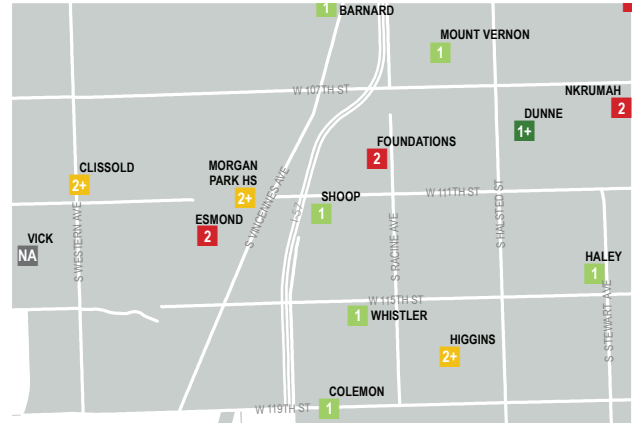 1
BARNARD
MOUNT VERNON
1
W 107TH ST
NKRUMAH
2
DUNNE
1+
FOUNDATIONS
2
CLISSOLD
2+
MORGAN
PARK HS
2+
S VINCENNES AVE
I-57
SHOOP
1
W 111TH ST
ESMOND
2
VICK
NA
S WESTERN AVE
S RACINE AVE
S HALSTED ST
HALEY
1
S STEWART AVE
W 115TH ST
1
WHISTLER
HIGGINS
2+
COLEMON
1
W 119TH ST